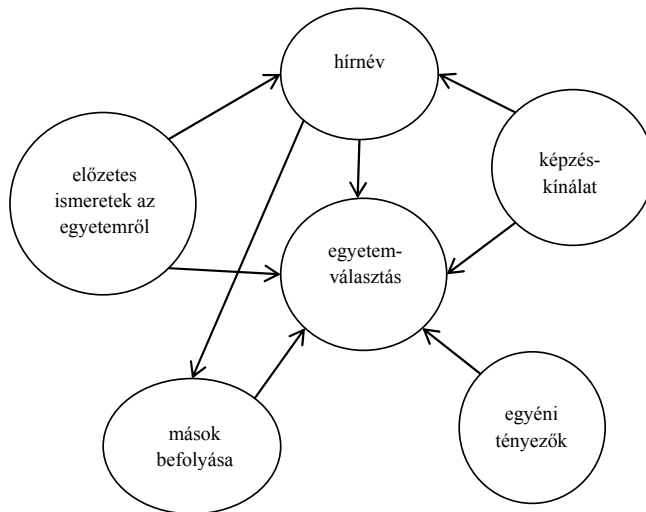 hírnév
előzetes
ismeretek az
egyetemről
képzés-
kínálat
egyetem-
választás
mások
befolyása
egyéni
tényezők